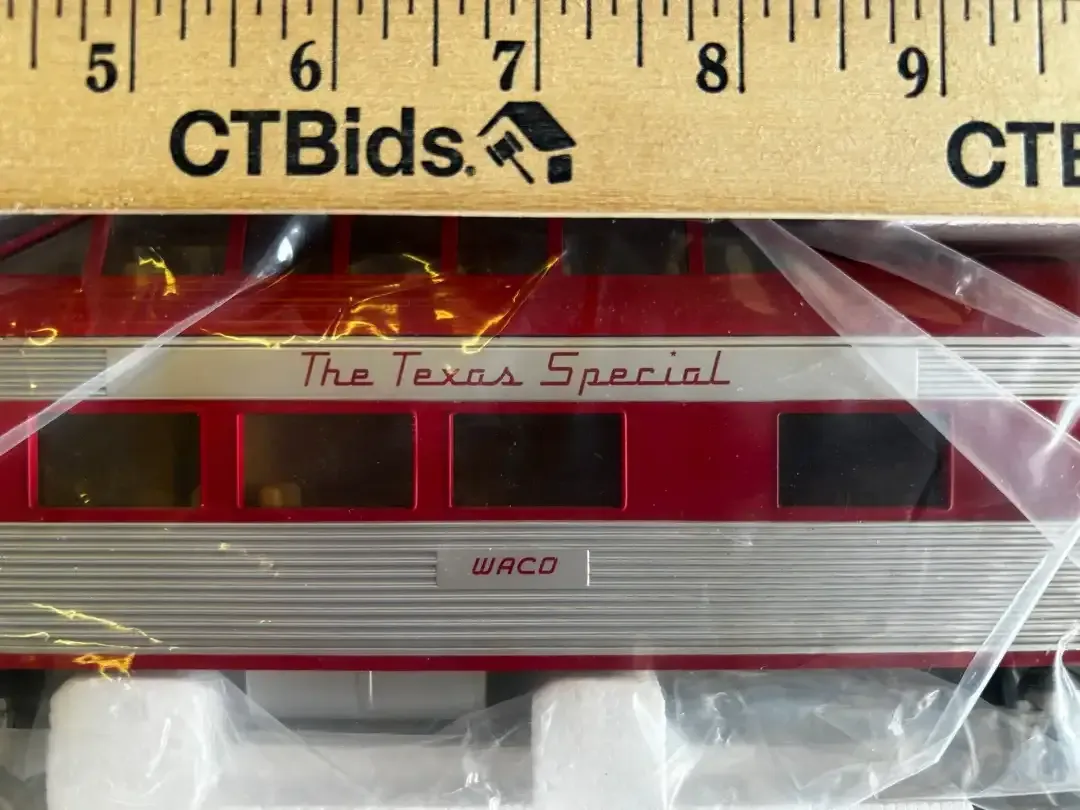 5 6 7 8 9
CTBids. CTB
The Texas Special
WACO